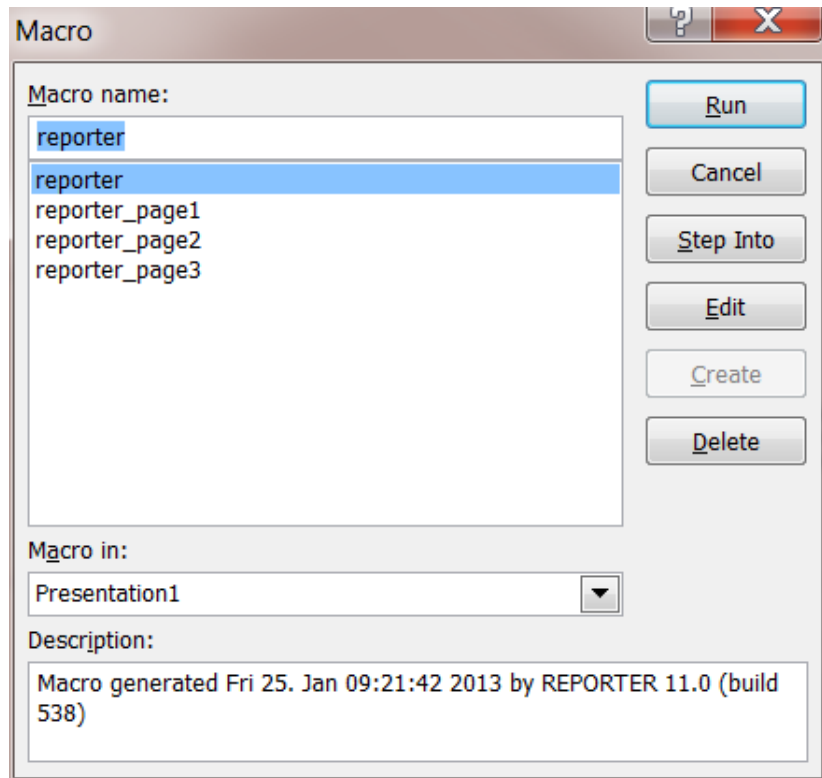 Macro
Macro name:
reporter
reporter
reporter_page1
reporter_page2
reporter_page3
Run
Cancel
Step Into
Edit
Create
Delete
Macro in:
Presentation1
Description:
Macro generated Fri 25. Jan 09:21:42 2013 by REPORTER 11.0 (build
538)